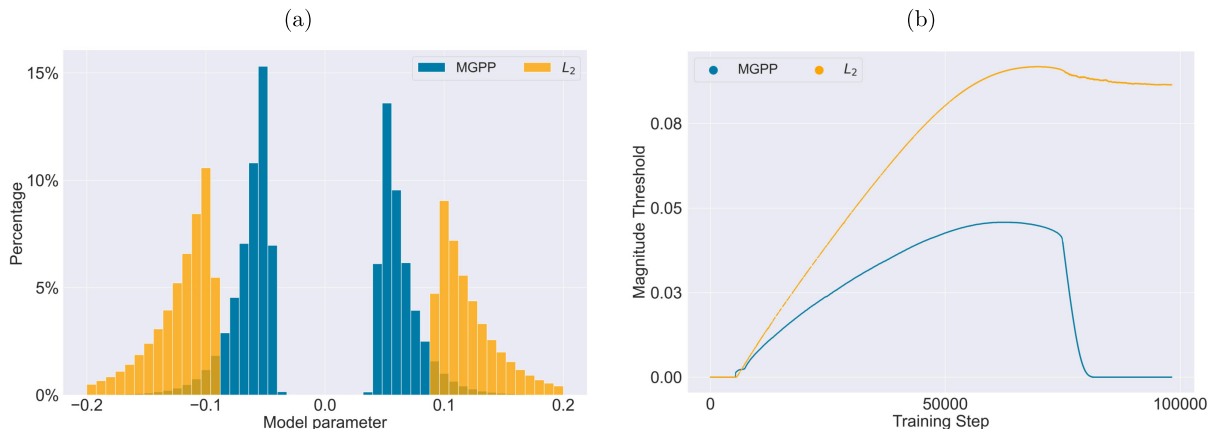 (a)
MGPP
L₂
15%
10%
5%
0%
Percentage
−0.2
−0.1
0.0
0.1
0.2
Model parameter
(b)
MGPP
L₂
0.08
0.05
0.03
0.00
Magnitude Threshold
0
50000
100000
Training Step